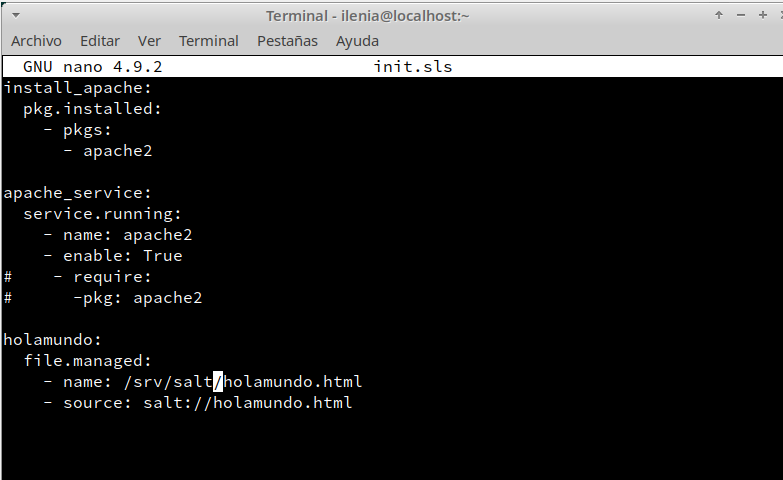 Terminal - ilenia@localhost:~
Archivo Editar Ver Terminal Pestañas Ayuda
GNU nano 4.9.2 init.sls
install_apache:
  pkg.installed:
    - pkgs:
      - apache2

apache_service:
  service.running:
    - name: apache2
    - enable: True
#    - require:
#      -pkg: apache2

holamundo:
  file.managed:
    - name: /srv/salt/holamundo.html
    - source: salt://holamundo.html